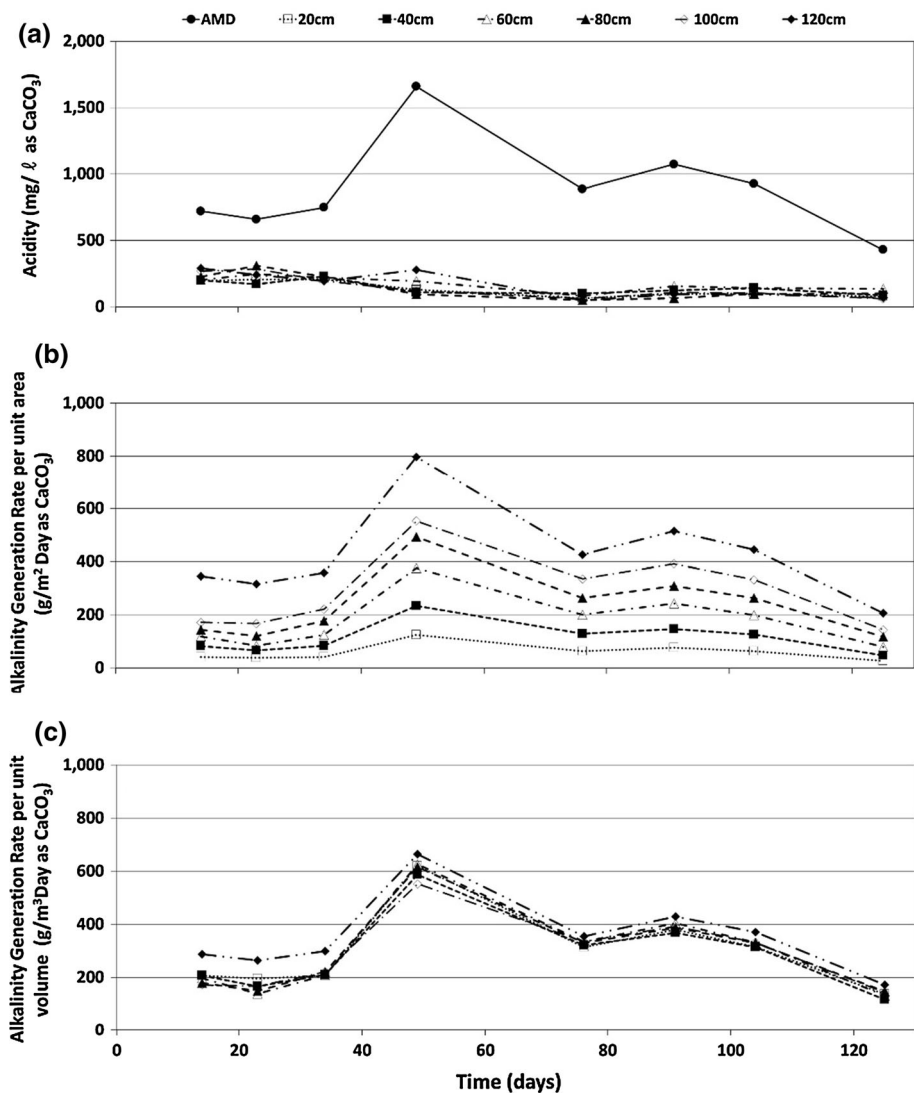 AMD 20cm 40cm 60cm 80cm 100cm 120cm
(a)
2,000
1,500
1,000
500
0
Acidity (mg/ ℓ as CaCO₃)
(b)
1,000
800
600
400
200
0
Alkalinity Generation Rate per unit area
(g/m² Day as CaCO₃)
(c)
1,000
800
600
400
200
0
Alkalinity Generation Rate per unit
volume (g/m³Day as CaCO₃)
0 20 40 60 80 100 120
Time (days)